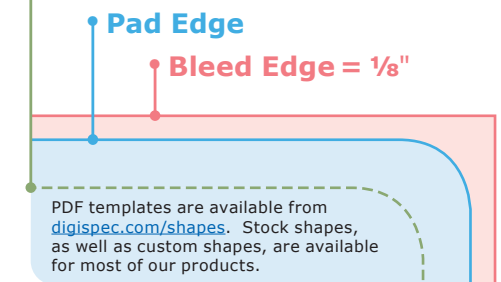 Pad Edge
Bleed Edge = ⅛"
PDF templates are available from
digispec.com/shapes.  Stock shapes,
as well as custom shapes, are available
for most of our products.